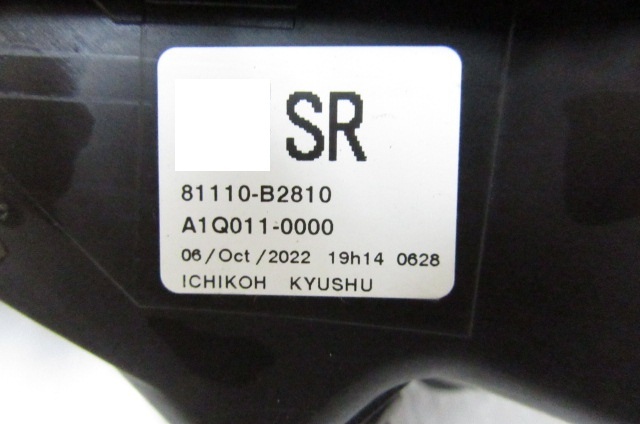 SR
81110-B2810
A1Q011-0000
06/Oct/2022 19h14 0628
ICHIKOH KYUSHU